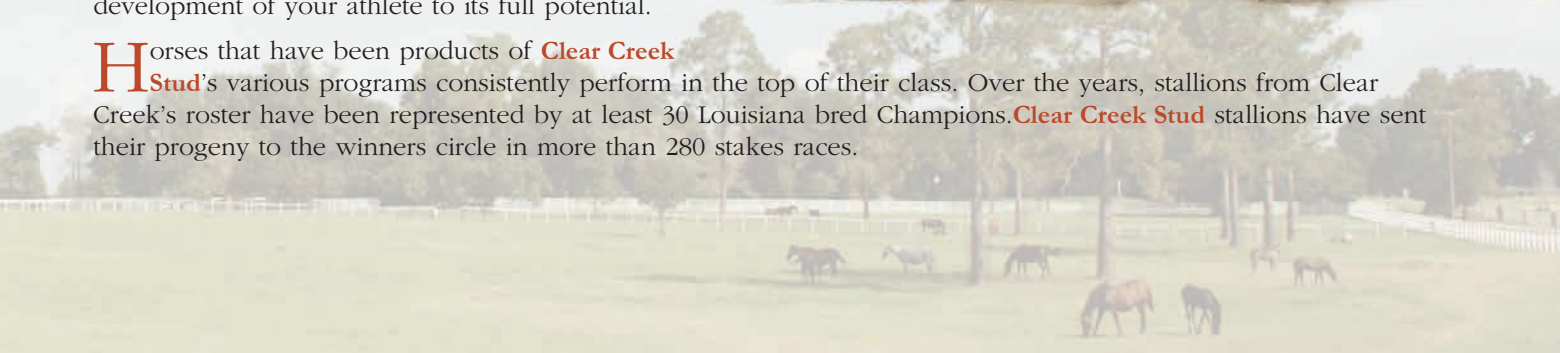 development of your athlete to its full potential.
Horses that have been products of Clear Creek
Stud's various programs consistently perform in the top of their class. Over the years, stallions from Clear
Creek's roster have been represented by at least 30 Louisiana bred Champions.Clear Creek Stud stallions have sent
their progeny to the winners circle in more than 280 stakes races.